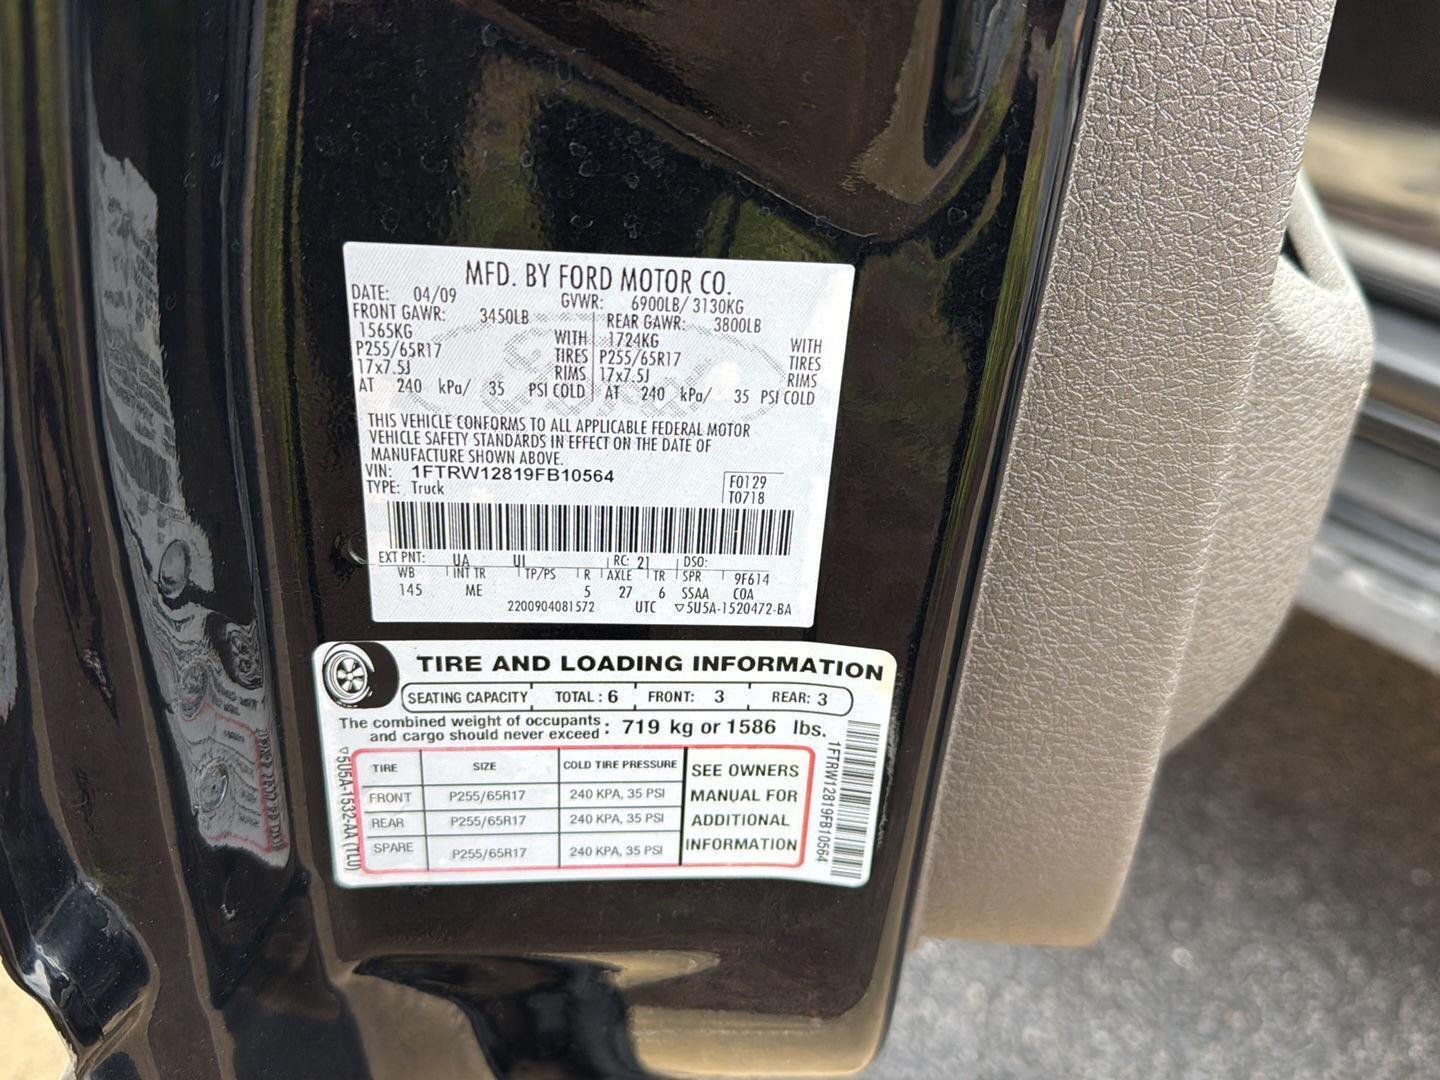 MFD. BY FORD MOTOR CO.
DATE: 04/09 GVWR: 6900LB/ 3130KG
FRONT GAWR: 3450LB REAR GAWR: 3800LB
1565KG WITH 1724KG WITH
P255/65R17 TIRES P255/65R17 TIRES
17x7.5J RIMS 17x7.5J RIMS
AT 240 kPa/ 35 PSI COLD AT 240 kPa/ 35 PSI COLD
THIS VEHICLE CONFORMS TO ALL APPLICABLE FEDERAL MOTOR
VEHICLE SAFETY STANDARDS IN EFFECT ON THE DATE OF
MANUFACTURE SHOWN ABOVE.
VIN: 1FTRW12819FB10564 F0129
TYPE: Truck T0718
EXT PNT: UA UI RC: 21 DSO:
WB INT TR TP/PS R AXLE TR SPR 9F614
145 ME 5 27 6 SSAA COA
2200904081572 UTC ▽5U5A-1520472-BA
TIRE AND LOADING INFORMATION
SEATING CAPACITY TOTAL : 6 FRONT: 3 REAR: 3
The combined weight of occupants
and cargo should never exceed : 719 kg or 1586 lbs.
TIRE SIZE COLD TIRE PRESSURE SEE OWNERS
FRONT P255/65R17 240 KPA, 35 PSI MANUAL FOR
REAR P255/65R17 240 KPA, 35 PSI ADDITIONAL
SPARE P255/65R17 240 KPA, 35 PSI INFORMATION
▽5U5A-1532-AA (TLU)
1FTRW12819FB10564